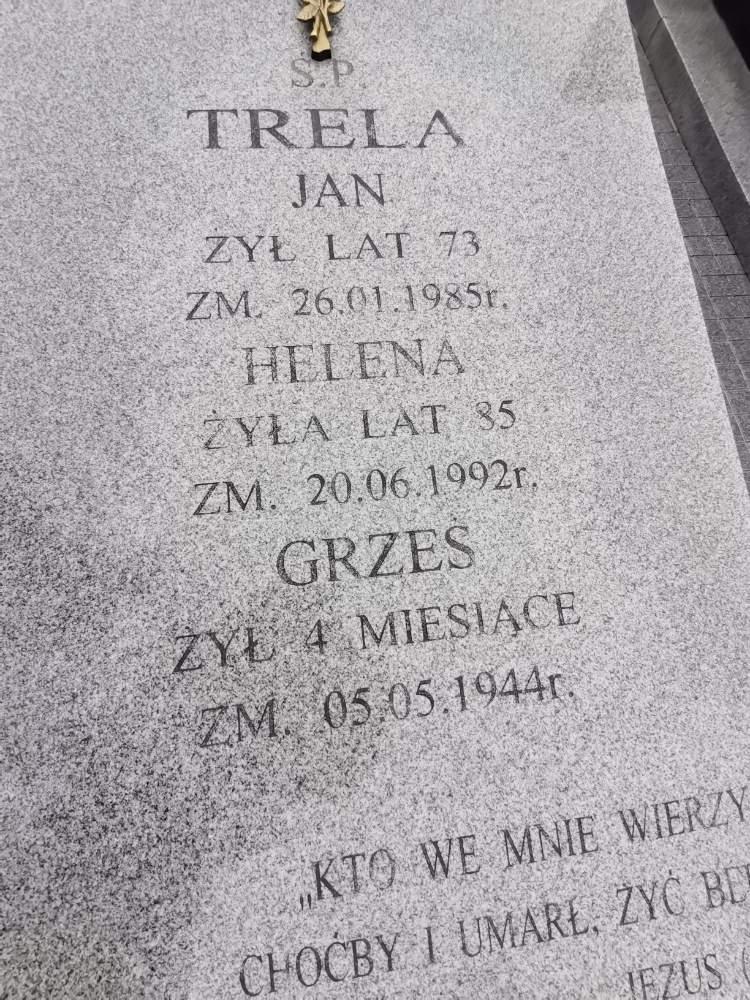 Ś.P.
TRELA
JAN
ŻYŁ LAT 73
ZM. 26.01.1985r.
HELENA
ŻYŁA LAT 85
ZM. 20.06.1992r.
GRZEŚ
ŻYŁ 4 MIESIĄCE
ZM. 05.05.1944r.
„KTO WE MNIE WIERZY
CHOĆBY I UMARŁ, ŻYĆ
JEZUS